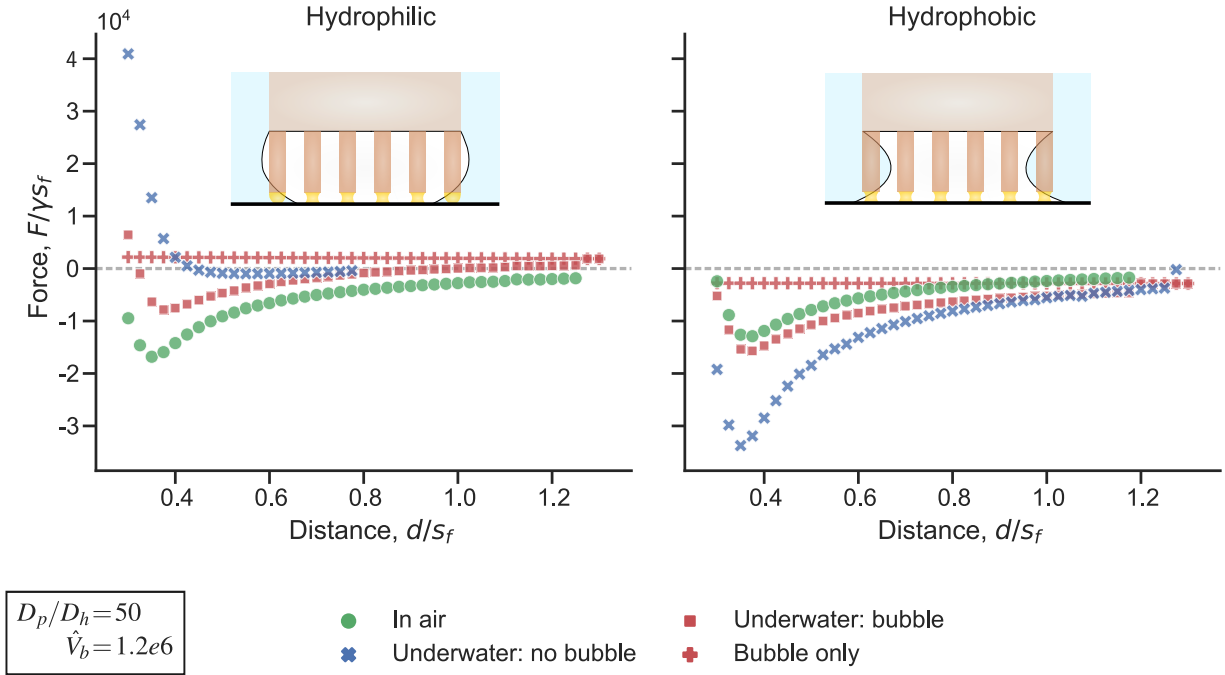 Hydrophilic
Hydrophobic
10⁴
4
3
2
1
0
-1
-2
-3
Force, F/γs_f
0.4
0.6
0.8
1.0
1.2
Distance, d/s_f
0.4
0.6
0.8
1.0
1.2
Distance, d/s_f
D_p/D_h=50
V̂_b=1.2e6
In air
Underwater: no bubble
Underwater: bubble
Bubble only